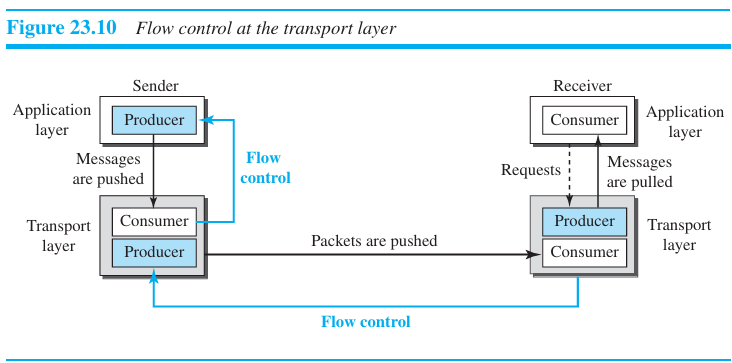 Figure 23.10 Flow control at the transport layer
Sender
Receiver
Application
layer
Producer
Consumer
Application
layer
Messages
are pushed
Flow
control
Requests
Messages
are pulled
Transport
layer
Consumer
Producer
Packets are pushed
Producer
Consumer
Transport
layer
Flow control